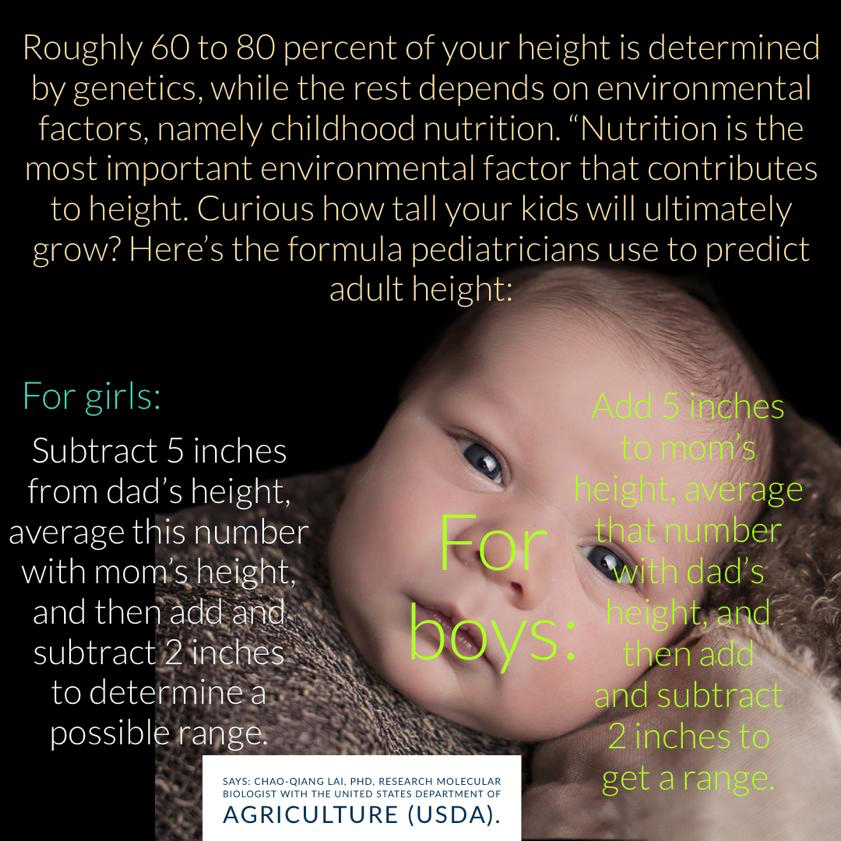 Roughly 60 to 80 percent of your height is determined
by genetics, while the rest depends on environmental
factors, namely childhood nutrition. “Nutrition is the
most important environmental factor that contributes
to height. Curious how tall your kids will ultimately
grow? Here’s the formula pediatricians use to predict
adult height:
For girls:
Subtract 5 inches
from dad’s height,
average this number
with mom’s height,
and then add and
subtract 2 inches
to determine a
possible range.
For
boys:
Add 5 inches
to mom’s
height, average
that number
with dad’s
height, and
then add
and subtract
2 inches to
get a range.
SAYS: CHAO-QIANG LAI, PHD, RESEARCH MOLECULAR
BIOLOGIST WITH THE UNITED STATES DEPARTMENT OF
AGRICULTURE (USDA).